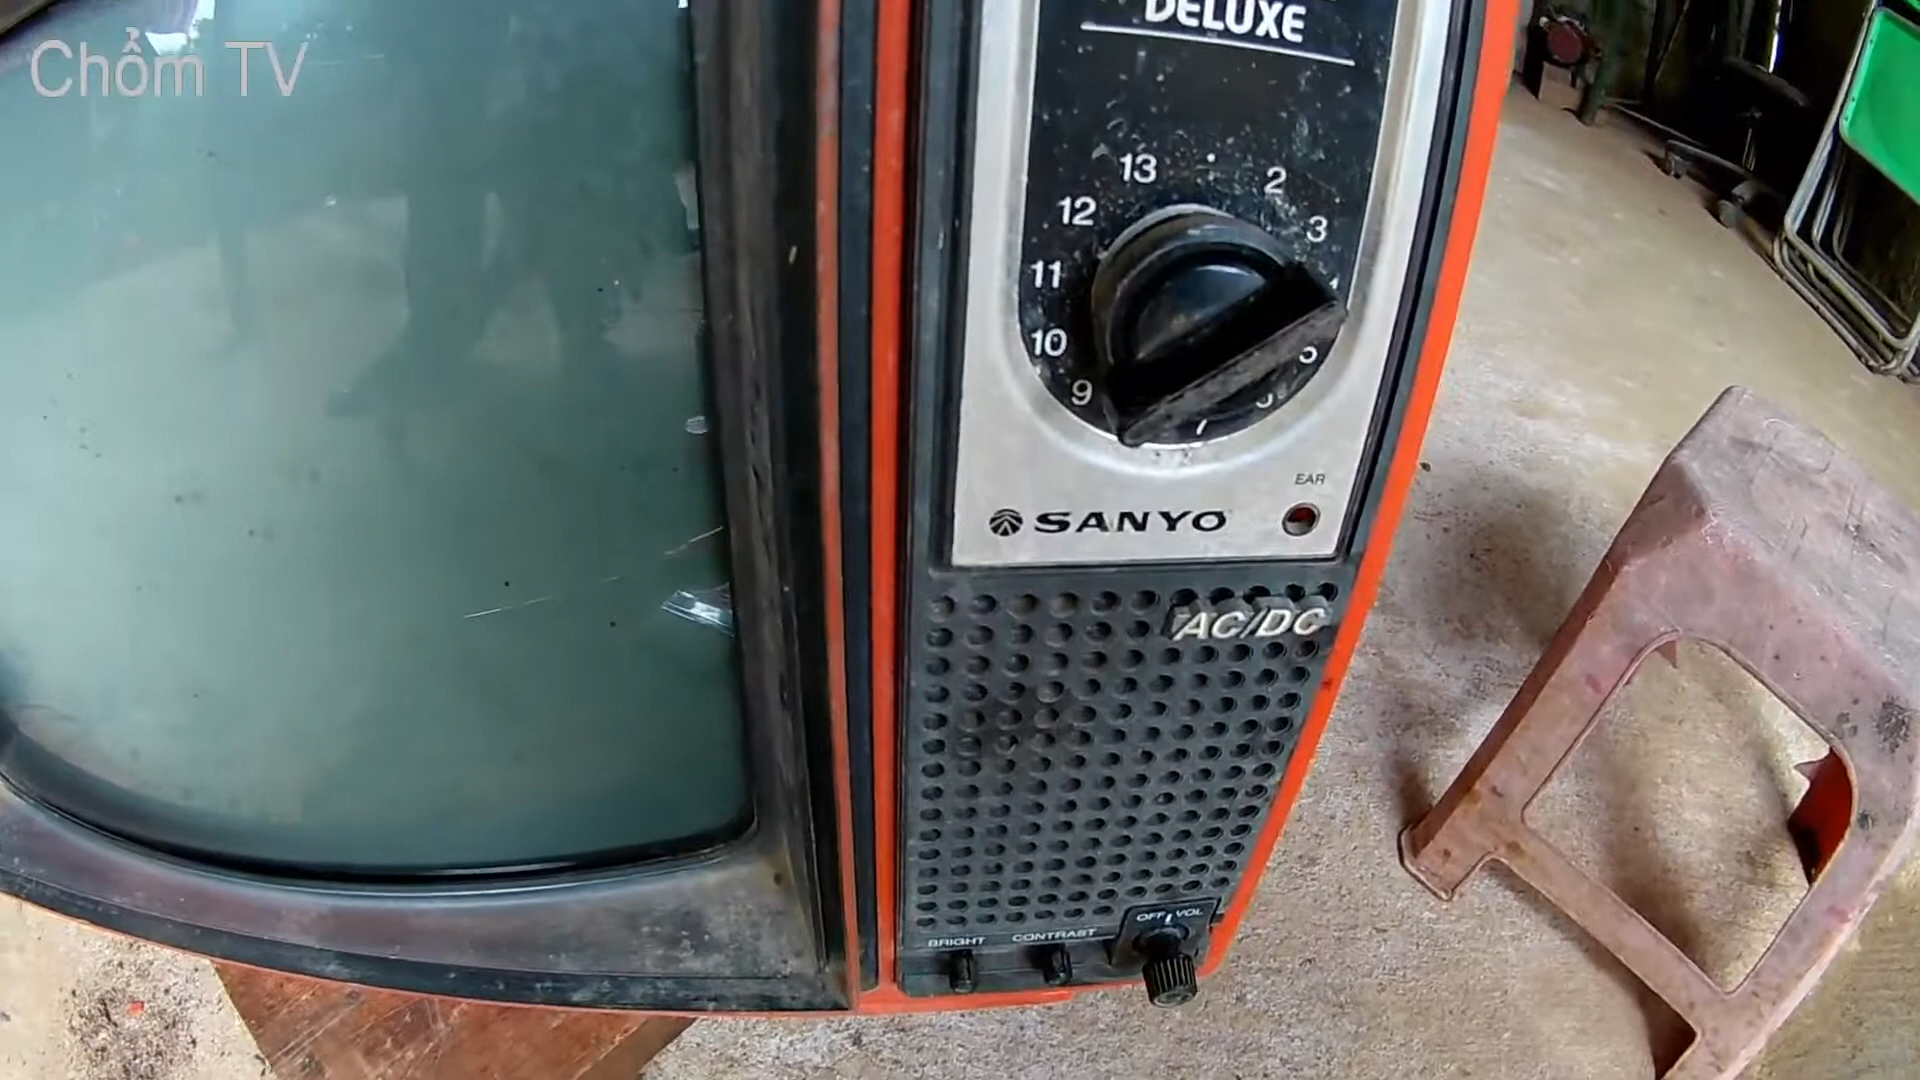 Chổm TV
DELUXE
13
2
12
3
11
10
5
9
7
EAR
SANYO
AC/DC
OFF VOL
BRIGHT CONTRAST